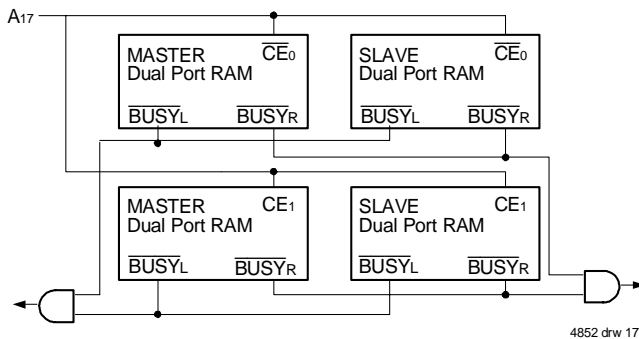 A17
MASTER CE0
Dual Port RAM
BUSYL BUSYR
SLAVE CE0
Dual Port RAM
BUSYL BUSYR
MASTER CE1
Dual Port RAM
BUSYL BUSYR
SLAVE CE1
Dual Port RAM
BUSYL BUSYR
4852 drw 17